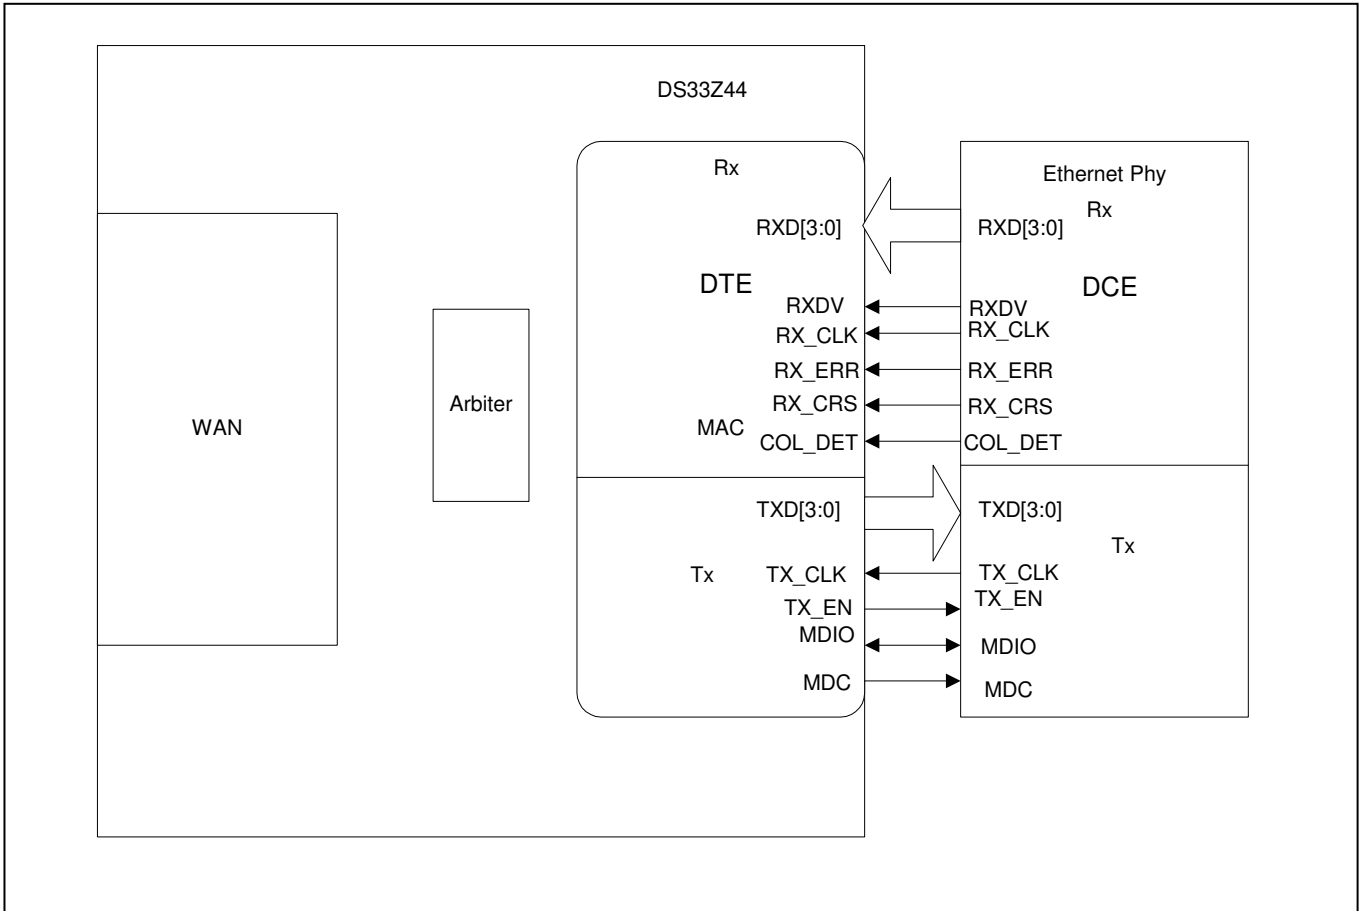 DS33Z44
Rx
Ethernet Phy
Rx
RXD[3:0]
RXD[3:0]
DTE
DCE
RXDV
RXDV
RX_CLK
RX_CLK
RX_ERR
RX_ERR
Arbiter
RX_CRS
RX_CRS
WAN
MAC
COL_DET
COL_DET
TXD[3:0]
TXD[3:0]
Tx
Tx
TX_CLK
TX_CLK
TX_EN
TX_EN
MDIO
MDIO
MDC
MDC